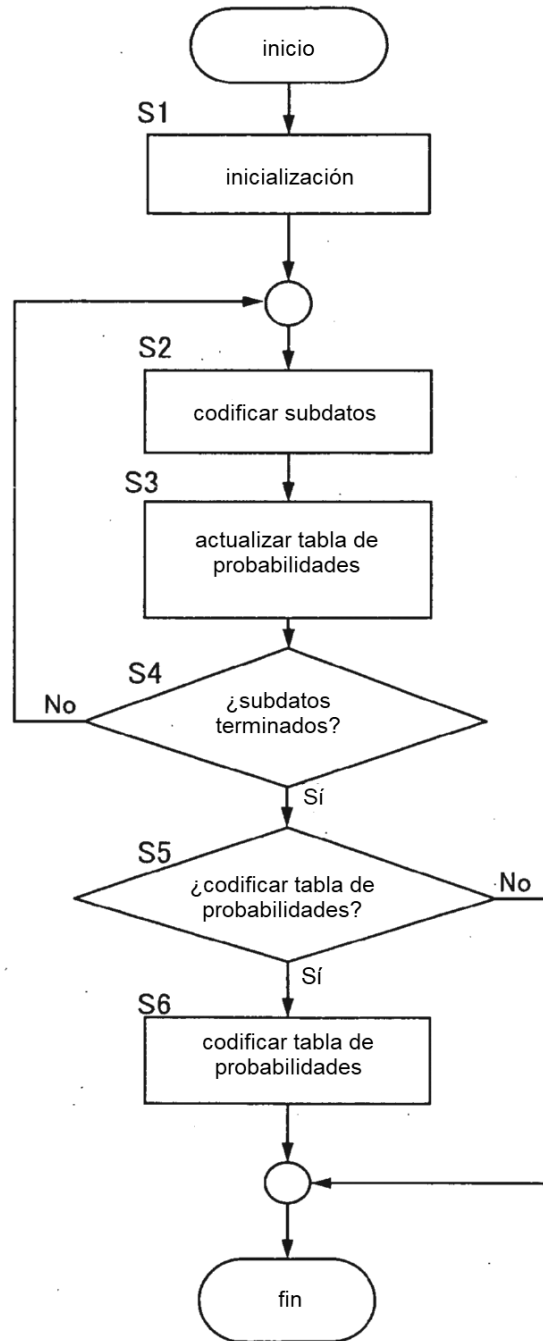 inicio
S1
inicialización
S2
codificar subdatos
S3
actualizar tabla de
probabilidades
S4
No
¿subdatos
terminados?
Sí
S5
¿codificar tabla de
probabilidades?
No
Sí
S6
codificar tabla de
probabilidades
fin